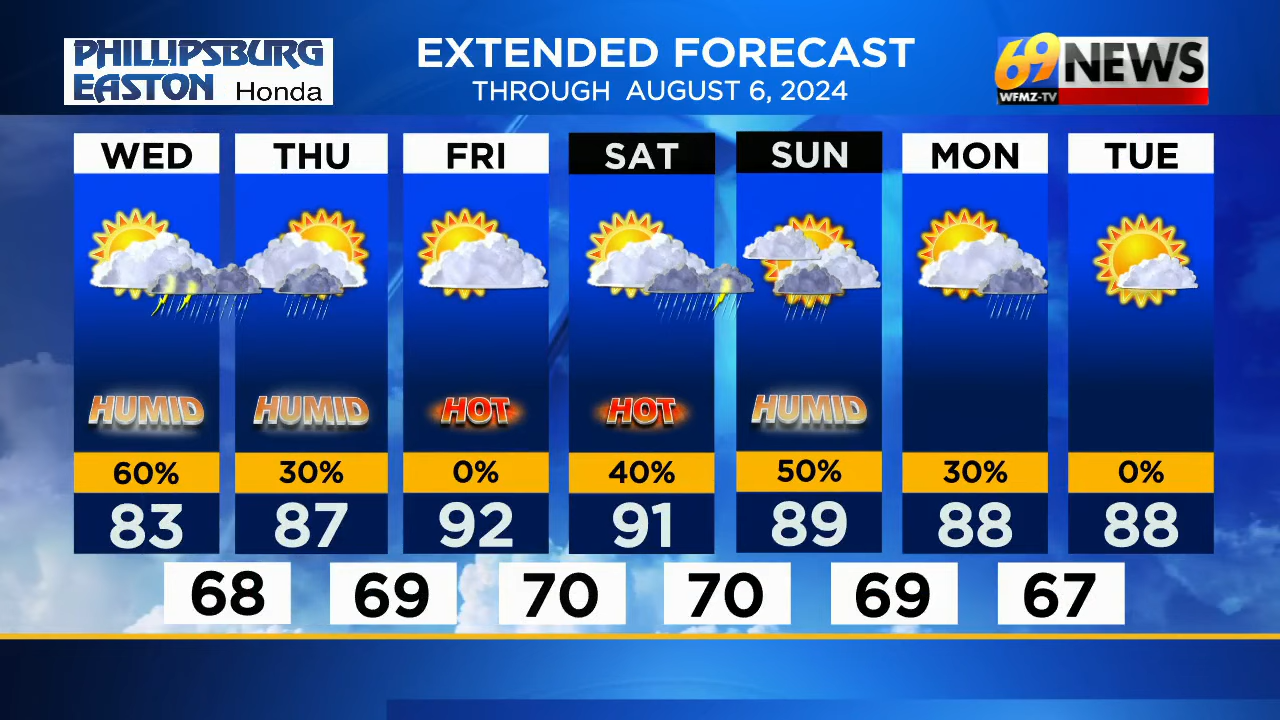 PHILLIPSBURG
EASTON Honda
EXTENDED FORECAST
THROUGH AUGUST 6, 2024
69 NEWS
WFMZ-TV
WED THU FRI SAT SUN MON TUE
HUMID HUMID HOT HOT HUMID
60% 30% 0% 40% 50% 30% 0%
83 87 92 91 89 88 88
68 69 70 70 69 67